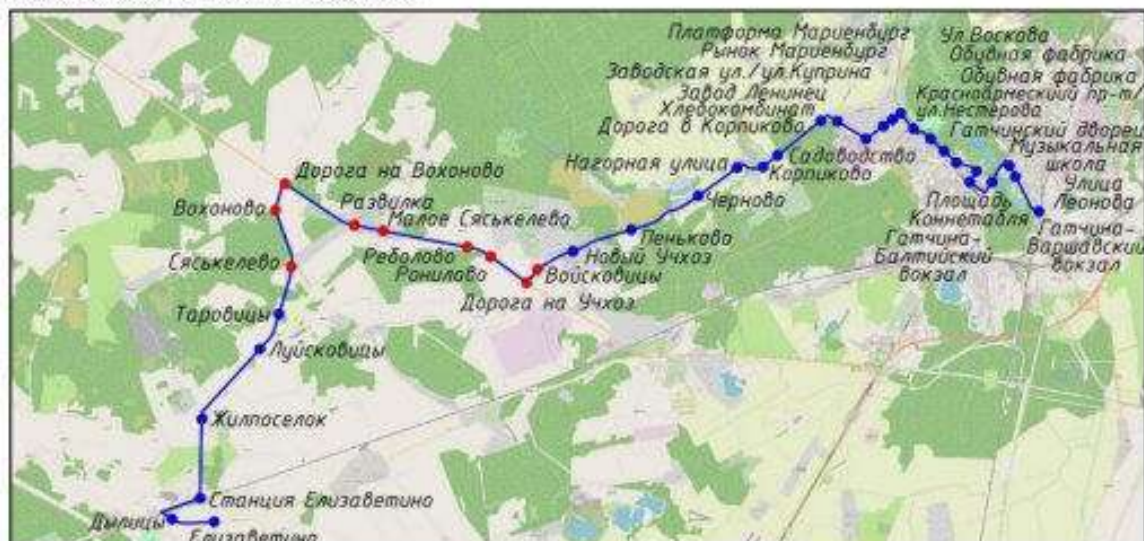 Платформа Мариенбург
Рынок Мариенбург
Заводская ул./ул.Куприна
Завод Ленинец
Хлебокомбинат
Дорога в Корпиково
Нагорная улица
Ул.Воскова
Обувная фабрика
Обувная фабрика
Красноармейский пр-т/
ул.Нестерова
Гатчинский дворец
Музыкальная
школа
Улица
Леонова
Садоводство
Корпиково
Черново
Площадь
Коннетабля
Гатчина-
Балтийский
вокзал
Гатчина-
Варшавский
вокзал
Дорога на Вохоново
Вохоново
Развилка
Малое Сяськелево
Сяськелево
Реболово
Ронилово
Пеньково
Новый Учхоз
Войсковицы
Дорога на Учхоз
Таровицы
Луйсковицы
Жилпоселок
Станция Елизаветино
Дылицы
Елизаветино